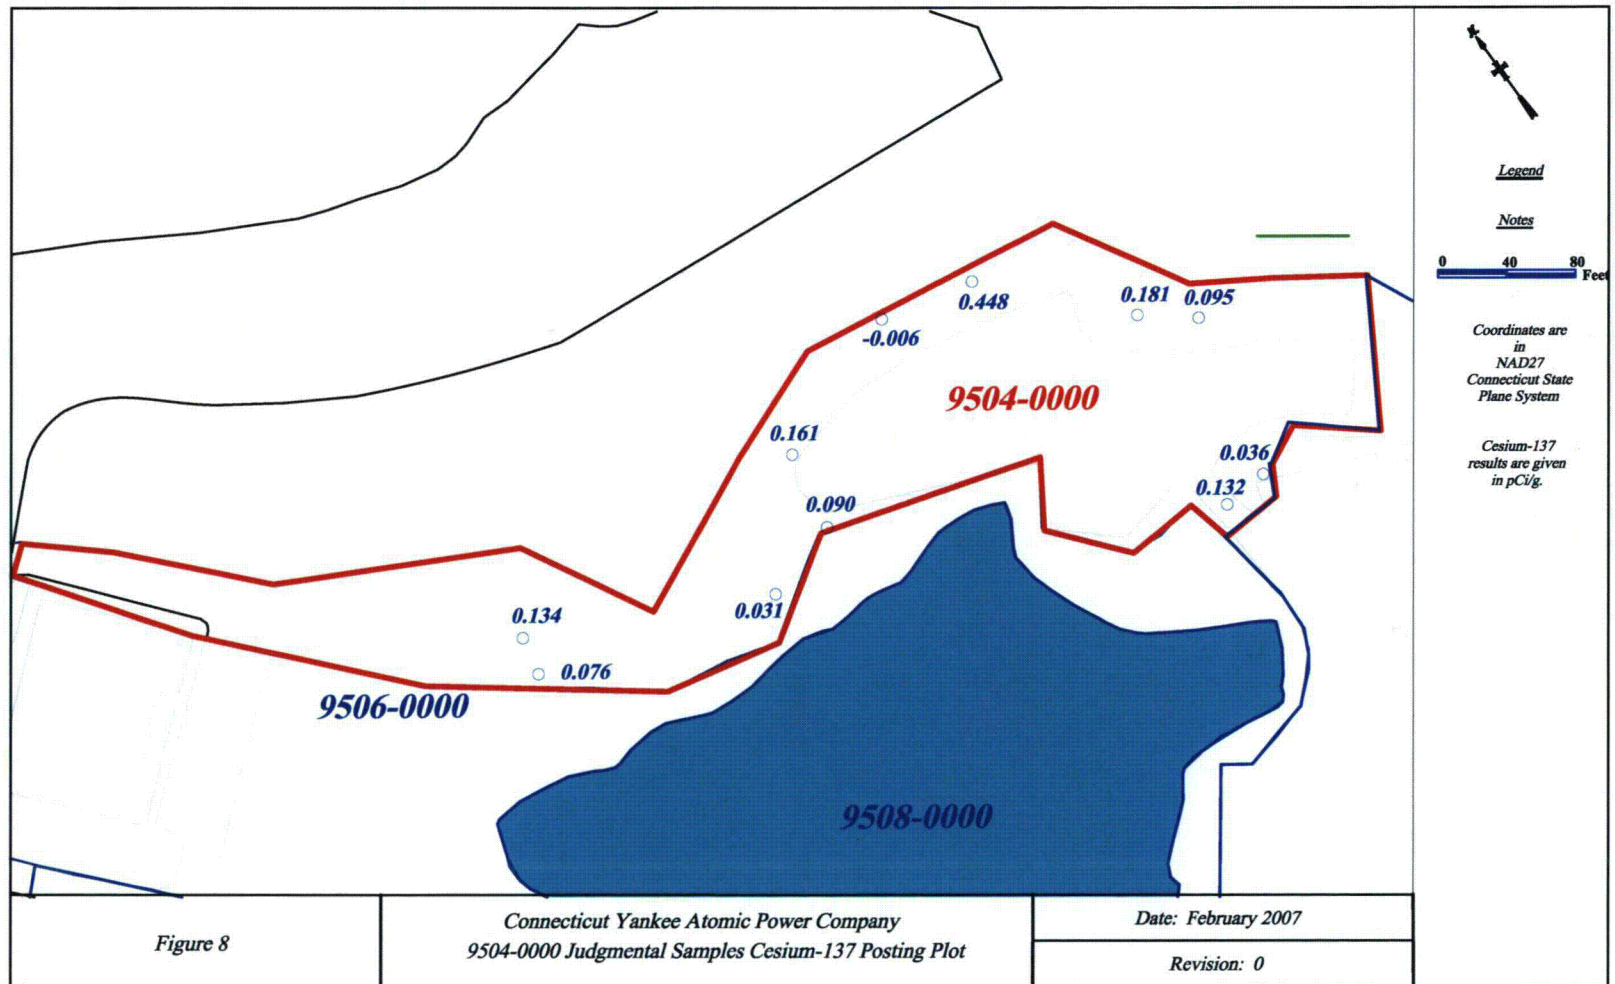 Legend
Notes
0 40 80
Feet
Coordinates are
in
NAD27
Connecticut State
Plane System
Cesium-137
results are given
in pCi/g.
0.448
-0.006
0.181
0.095
9504-0000
0.161
0.036
0.132
0.090
0.031
0.134
0.076
9506-0000
9508-0000
Figure 8
Connecticut Yankee Atomic Power Company
9504-0000 Judgmental Samples Cesium-137 Posting Plot
Date: February 2007
Revision: 0